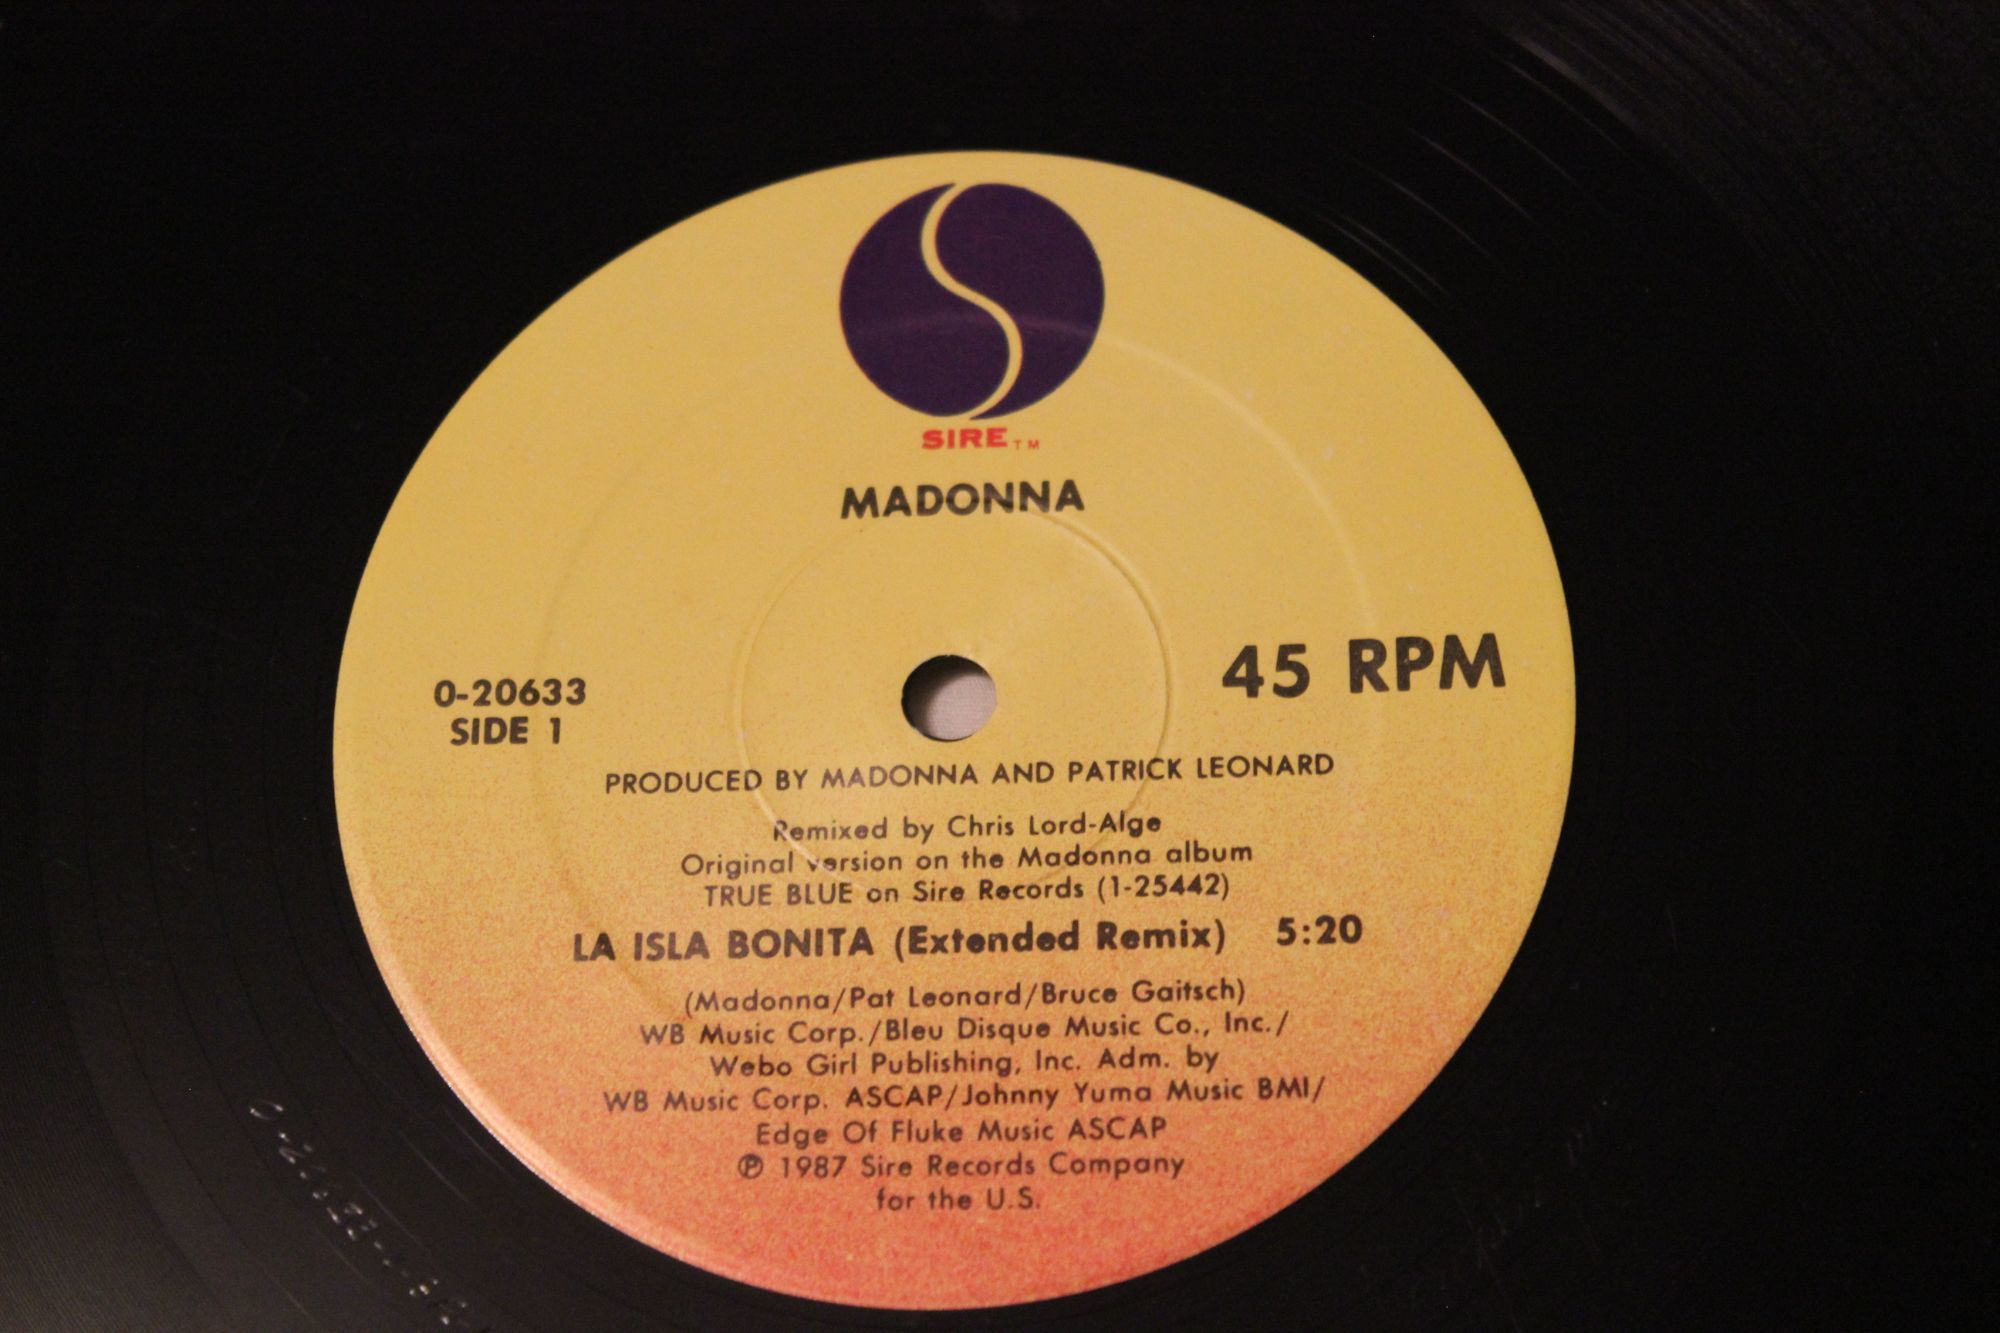 SIRE™
MADONNA
45 RPM
0-20633
SIDE 1
PRODUCED BY MADONNA AND PATRICK LEONARD
Remixed by Chris Lord-Alge
Original version on the Madonna album
TRUE BLUE on Sire Records (1-25442)
LA ISLA BONITA (Extended Remix) 5:20
(Madonna/Pat Leonard/Bruce Gaitsch)
WB Music Corp./Bleu Disque Music Co., Inc./
Webo Girl Publishing, Inc. Adm. by
WB Music Corp. ASCAP/Johnny Yuma Music BMI/
Edge Of Fluke Music ASCAP
℗ 1987 Sire Records Company
for the U.S.